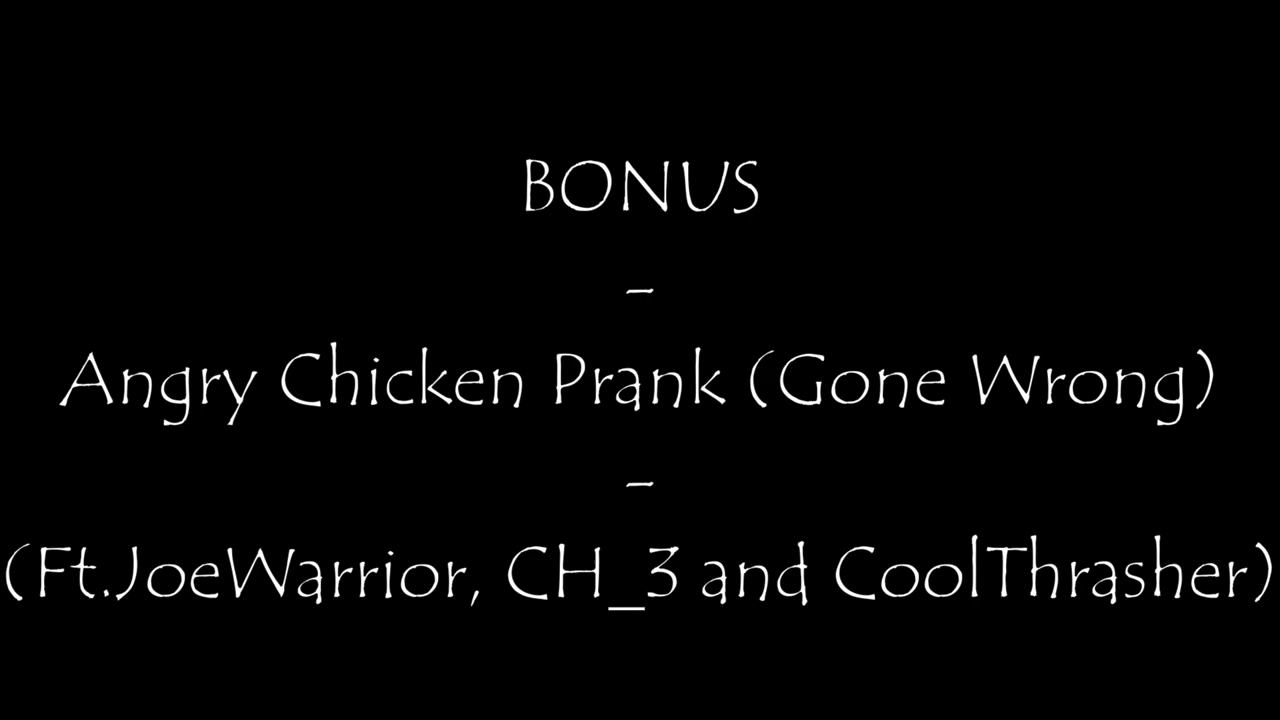 BONUS
-
Angry Chicken Prank (Gone Wrong)
-
(Ft.JoeWarrior, CH_3 and CoolThrasher)